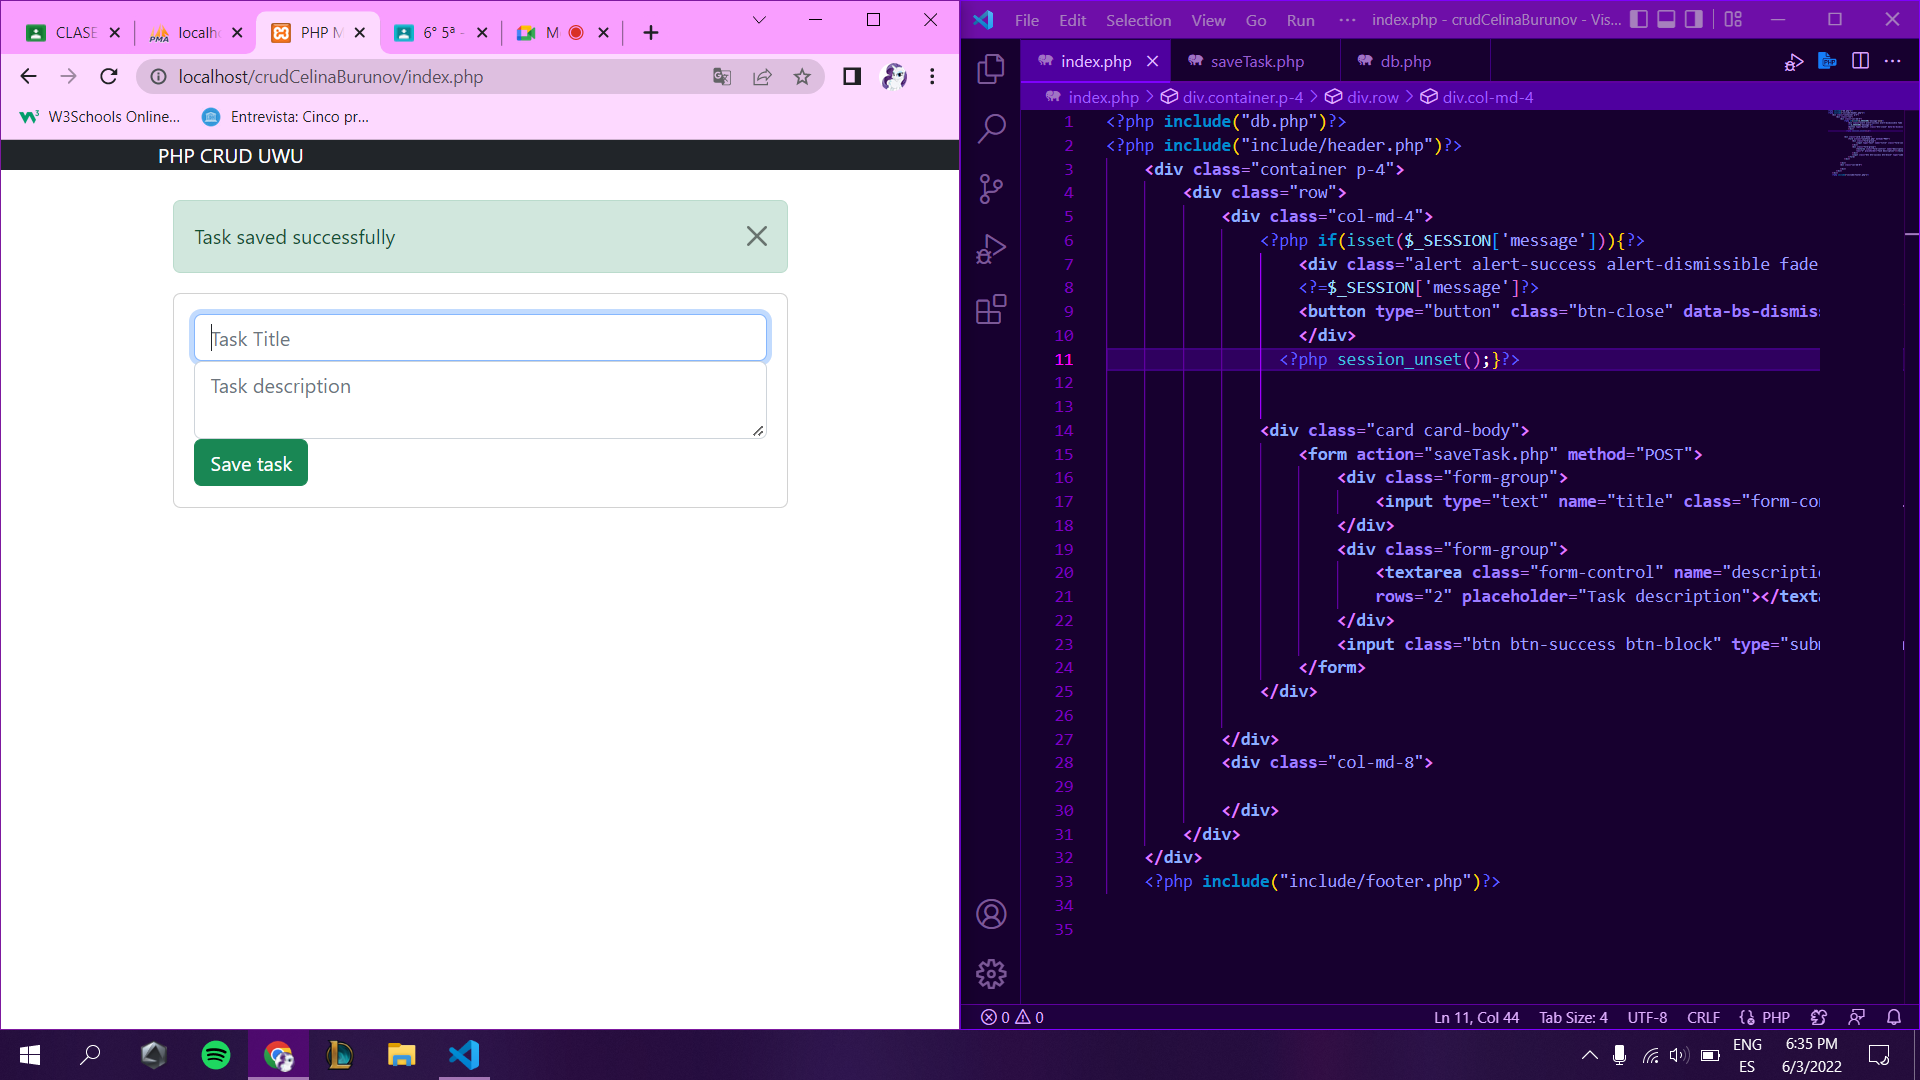 CLASE
localh
PHP M
6° 5ª -
M
localhost/crudCelinaBurunov/index.php
W3Schools Online...
Entrevista: Cinco pr...
PHP CRUD UWU
Task saved successfully
Task Title
Task description
Save task
File Edit Selection View Go Run ··· index.php - crudCelinaBurunov - Vis...
index.php
saveTask.php
db.php
index.php > div.container.p-4 > div.row > div.col-md-4
1 <?php include("db.php")?>
2 <?php include("include/header.php")?>
3 <div class="container p-4">
4 <div class="row">
5 <div class="col-md-4">
6 <?php if(isset($_SESSION['message'])){?>
7 <div class="alert alert-success alert-dismissible fade
8 <?=$_SESSION['message']?>
9 <button type="button" class="btn-close" data-bs-dismis
10 </div>
11 <?php session_unset();}?>
12
13
14 <div class="card card-body">
15 <form action="saveTask.php" method="POST">
16 <div class="form-group">
17 <input type="text" name="title" class="form-co
18 </div>
19 <div class="form-group">
20 <textarea class="form-control" name="descripti
21 rows="2" placeholder="Task description"></texta
22 </div>
23 <input class="btn btn-success btn-block" type="subm
24 </form>
25 </div>
26
27 </div>
28 <div class="col-md-8">
29
30 </div>
31 </div>
32 </div>
33 <?php include("include/footer.php")?>
34
35
0 0
Ln 11, Col 44 Tab Size: 4 UTF-8 CRLF PHP
PMA
PHP
ENG
ES
6:35 PM
6/3/2022